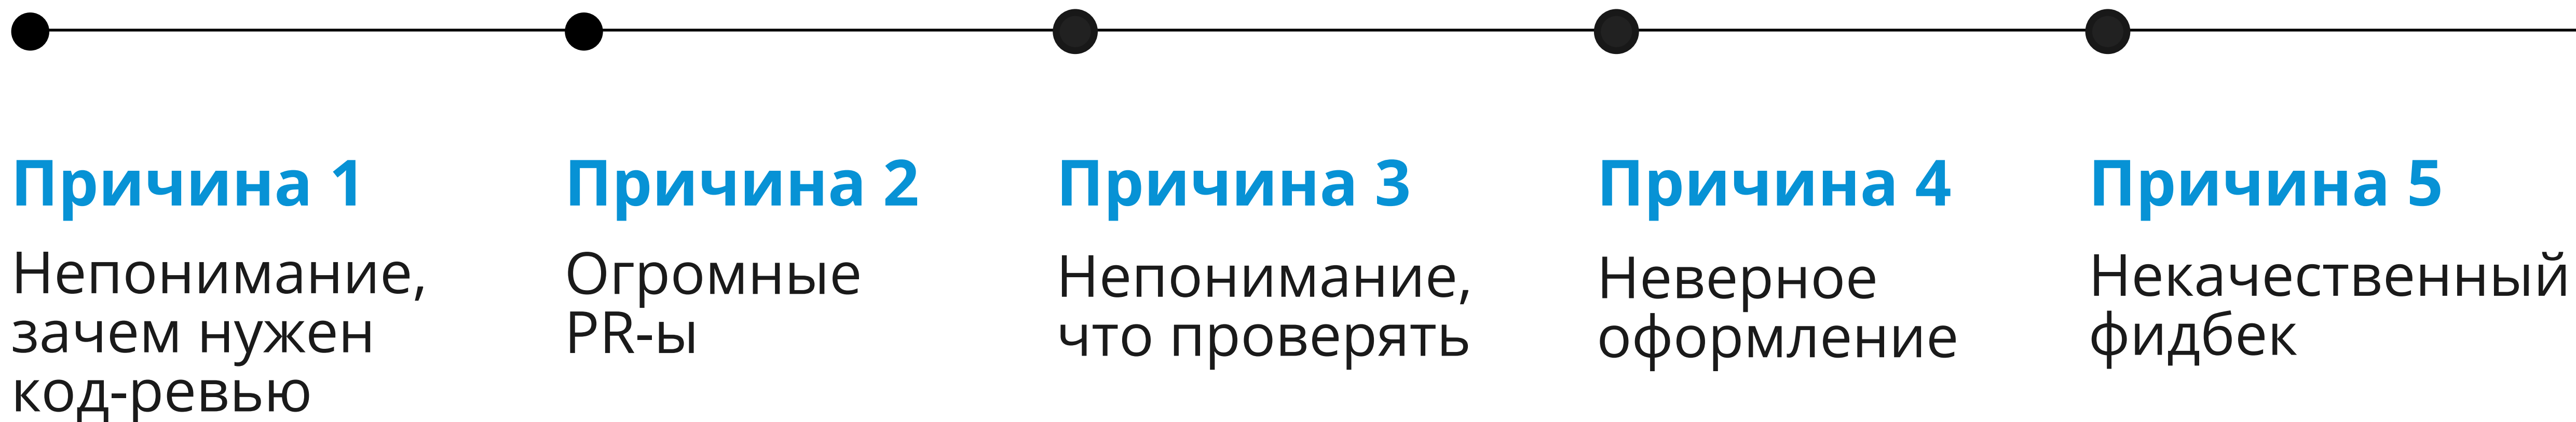 Причина 1
Непонимание,
зачем нужен
код-ревью
Причина 2
Огромные
PR-ы
Причина 3
Непонимание,
что проверять
Причина 4
Неверное
оформление
Причина 5
Некачественный
фидбек